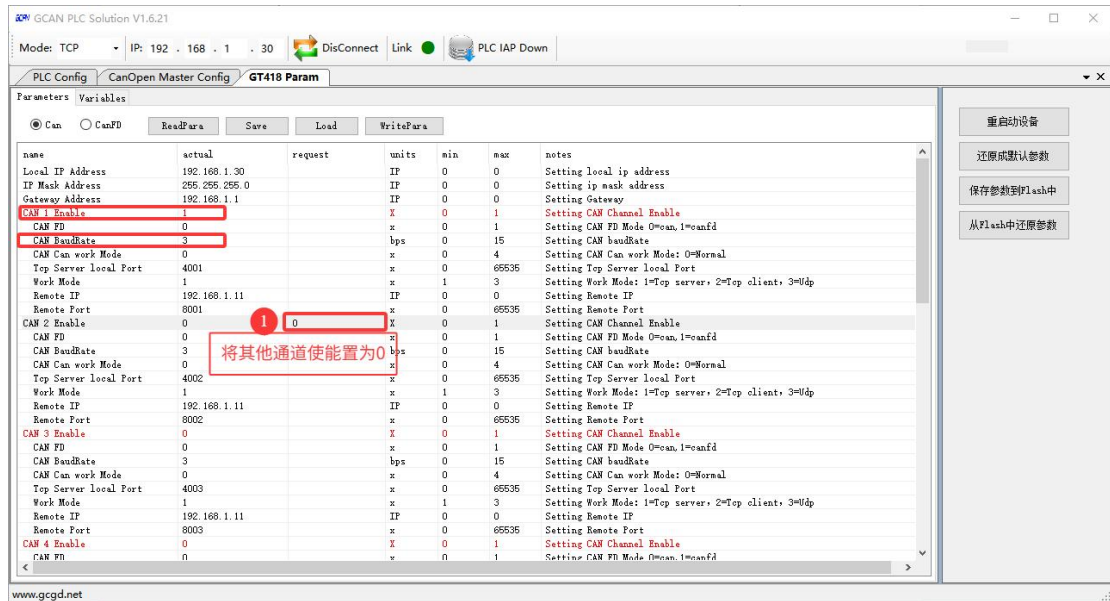 GCAN GCAN PLC Solution V1.6.21
Mode: TCP IP: 192 . 168 . 1 . 30 DisConnect Link PLC IAP Down
PLC Config CanOpen Master Config GT418 Param
Parameters Variables
Can CanFD ReadPara Save Load WritePara
name actual request units min max notes
Local IP Address 192.168.1.30 IP 0 0 Setting local ip address
IP Mask Address 255.255.255.0 IP 0 0 Setting ip mask address
Gateway Address 192.168.1.1 IP 0 0 Setting Gateway
CAN 1 Enable 1 X 0 1 Setting CAN Channel Enable
CAN FD 0 x 0 1 Setting CAN FD Mode 0=can,1=canfd
CAN BaudRate 3 bps 0 15 Setting CAN baudRate
CAN Can work Mode 0 x 0 4 Setting CAN Can work Mode: 0=Normal
Tcp Server local Port 4001 x 0 65535 Setting Tcp Server local Port
Work Mode 1 x 1 3 Setting Work Mode: 1=Tcp server, 2=Tcp client, 3=Udp
Remote IP 192.168.1.11 IP 0 0 Setting Remote IP
Remote Port 8001 x 0 65535 Setting Remote Port
CAN 2 Enable 0 1 0 X 0 1 Setting CAN Channel Enable
CAN FD 0 x 0 1 Setting CAN FD Mode 0=can,1=canfd
将其他通道使能置为0
CAN BaudRate 3 bps 0 15 Setting CAN baudRate
CAN Can work Mode 0 x 0 4 Setting CAN Can work Mode: 0=Normal
Tcp Server local Port 4002 x 0 65535 Setting Tcp Server local Port
Work Mode 1 x 1 3 Setting Work Mode: 1=Tcp server, 2=Tcp client, 3=Udp
Remote IP 192.168.1.11 IP 0 0 Setting Remote IP
Remote Port 8002 x 0 65535 Setting Remote Port
CAN 3 Enable 0 X 0 1 Setting CAN Channel Enable
CAN FD 0 x 0 1 Setting CAN FD Mode 0=can,1=canfd
CAN BaudRate 3 bps 0 15 Setting CAN baudRate
CAN Can work Mode 0 x 0 4 Setting CAN Can work Mode: 0=Normal
Tcp Server local Port 4003 x 0 65535 Setting Tcp Server local Port
Work Mode 1 x 1 3 Setting Work Mode: 1=Tcp server, 2=Tcp client, 3=Udp
Remote IP 192.168.1.11 IP 0 0 Setting Remote IP
Remote Port 8003 x 0 65535 Setting Remote Port
CAN 4 Enable 0 X 0 1 Setting CAN Channel Enable
CAN FD 0 x 0 1 Setting CAN FD Mode 0=can,1=canfd
重启动设备
还原成默认参数
保存参数到Flash中
从Flash中还原参数
www.gcgd.net